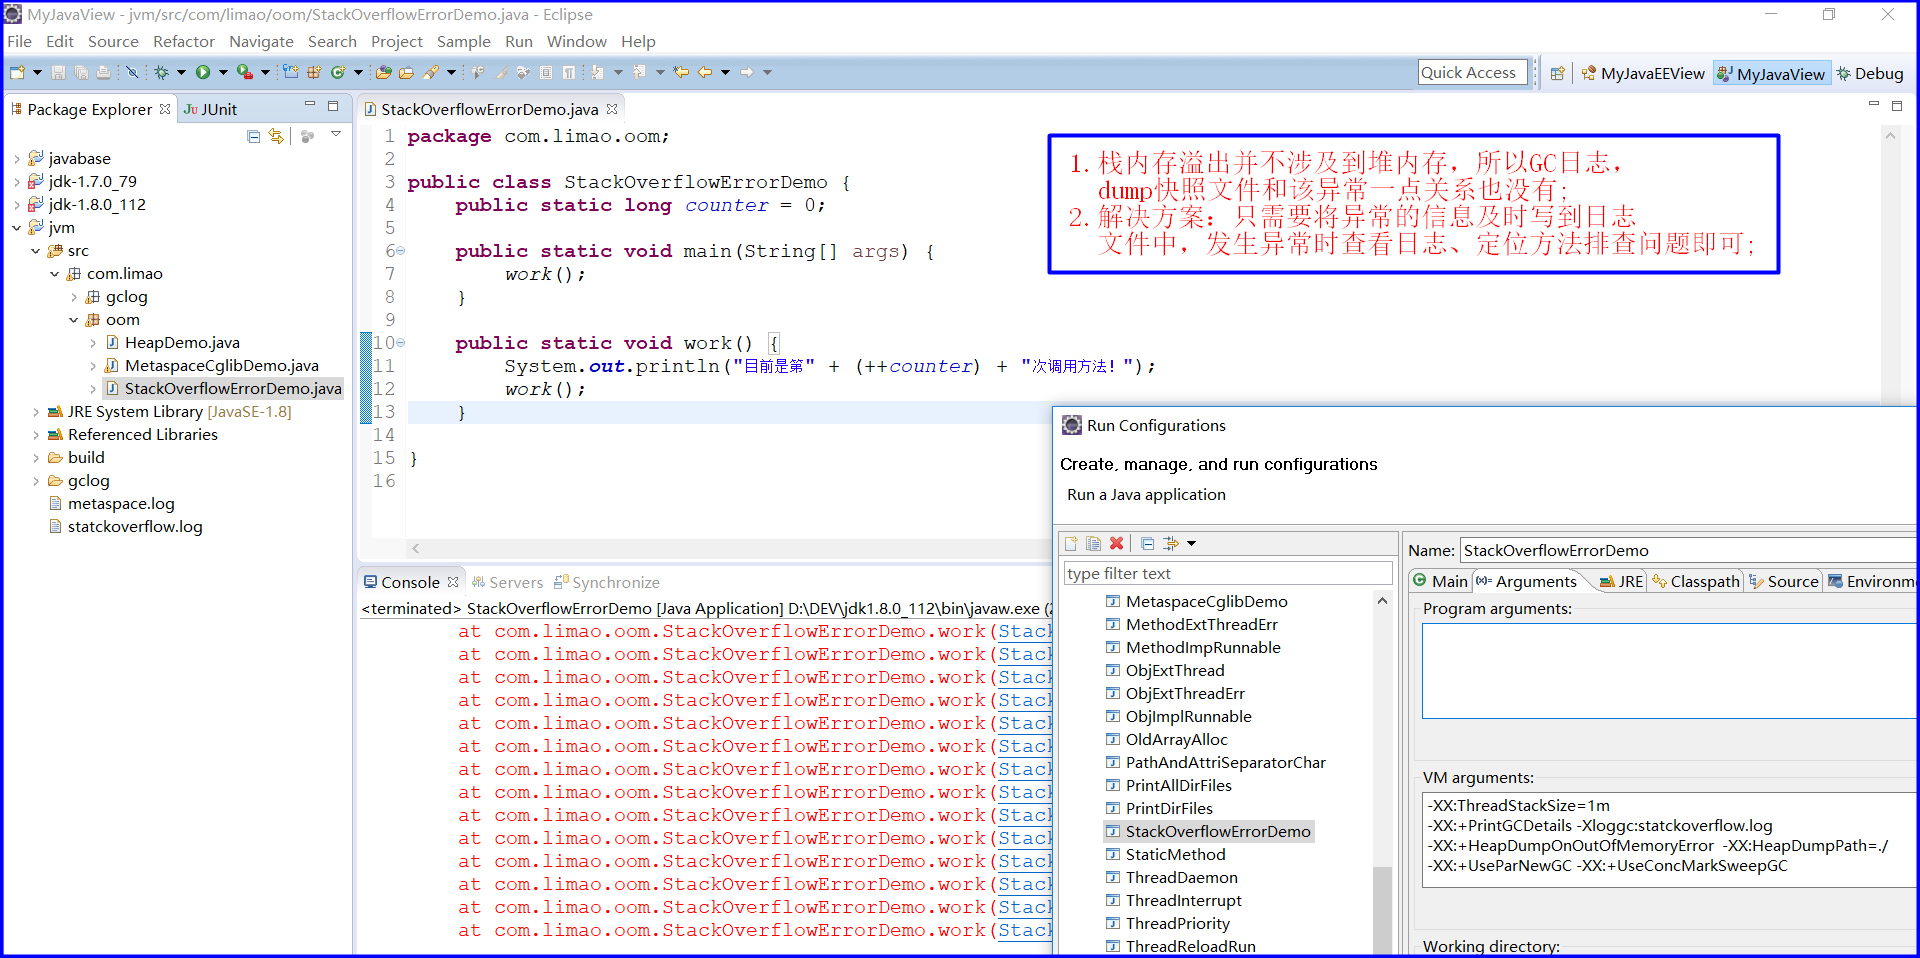 MyJavaView - jvm/src/com/limao/oom/StackOverflowErrorDemo.java - Eclipse
File Edit Source Refactor Navigate Search Project Sample Run Window Help
Quick Access MyJavaEEView MyJavaView Debug
Package Explorer JUnit
javabase
jdk-1.7.0_79
jdk-1.8.0_112
jvm
src
com.limao
gclog
oom
HeapDemo.java
MetaspaceCglibDemo.java
StackOverflowErrorDemo.java
JRE System Library [JavaSE-1.8]
Referenced Libraries
build
gclog
metaspace.log
statckoverflow.log
StackOverflowErrorDemo.java
1 package com.limao.oom;
2
3 public class StackOverflowErrorDemo {
4 public static long counter = 0;
5
6 public static void main(String[] args) {
7 work();
8 }
9
10 public static void work() {
11 System.out.println("目前是第" + (++counter) + "次调用方法！");
12 work();
13 }
14
15 }
16
1. 栈内存溢出并不涉及到堆内存，所以GC日志，
dump快照文件和该异常一点关系也没有；
2. 解决方案：只需要将异常的信息及时写到日志
文件中，发生异常时查看日志、定位方法排查问题即可；
Console Servers Synchronize
<terminated> StackOverflowErrorDemo [Java Application] D:\DEV\jdk1.8.0_112\bin\javaw.exe (2
at com.limao.oom.StackOverflowErrorDemo.work(Stack
at com.limao.oom.StackOverflowErrorDemo.work(Stack
at com.limao.oom.StackOverflowErrorDemo.work(Stack
at com.limao.oom.StackOverflowErrorDemo.work(Stack
at com.limao.oom.StackOverflowErrorDemo.work(Stack
at com.limao.oom.StackOverflowErrorDemo.work(Stack
at com.limao.oom.StackOverflowErrorDemo.work(Stack
at com.limao.oom.StackOverflowErrorDemo.work(Stack
at com.limao.oom.StackOverflowErrorDemo.work(Stack
at com.limao.oom.StackOverflowErrorDemo.work(Stack
at com.limao.oom.StackOverflowErrorDemo.work(Stack
at com.limao.oom.StackOverflowErrorDemo.work(Stack
at com.limao.oom.StackOverflowErrorDemo.work(Stack
at com.limao.oom.StackOverflowErrorDemo.work(Stack
Run Configurations
Create, manage, and run configurations
Run a Java application
type filter text
MetaspaceCglibDemo
MethodExtThreadErr
MethodImpRunnable
ObjExtThread
ObjExtThreadErr
ObjImplRunnable
OldArrayAlloc
PathAndAttriSeparatorChar
PrintAllDirFiles
PrintDirFiles
StackOverflowErrorDemo
StaticMethod
ThreadDaemon
ThreadInterrupt
ThreadPriority
ThreadReloadRun
Name: StackOverflowErrorDemo
Main Arguments JRE Classpath Source Environme
Program arguments:
VM arguments:
-XX:ThreadStackSize=1m
-XX:+PrintGCDetails -Xloggc:statckoverflow.log
-XX:+HeapDumpOnOutOfMemoryError -XX:HeapDumpPath=./
-XX:+UseParNewGC -XX:+UseConcMarkSweepGC
Working directory: